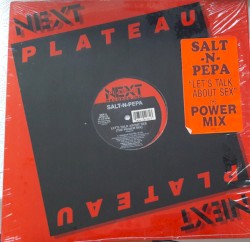 NEXT
PLATEAU
SALT
-N-
PEPA
"LET'S TALK
ABOUT SEX!"
POWER
MIX
NEXT
SALT-N-PEPA
PLATEAU
NEXT